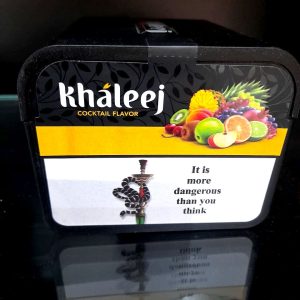 khaleej
COCKTAIL FLAVOR
It is
more
dangerous
than you
think